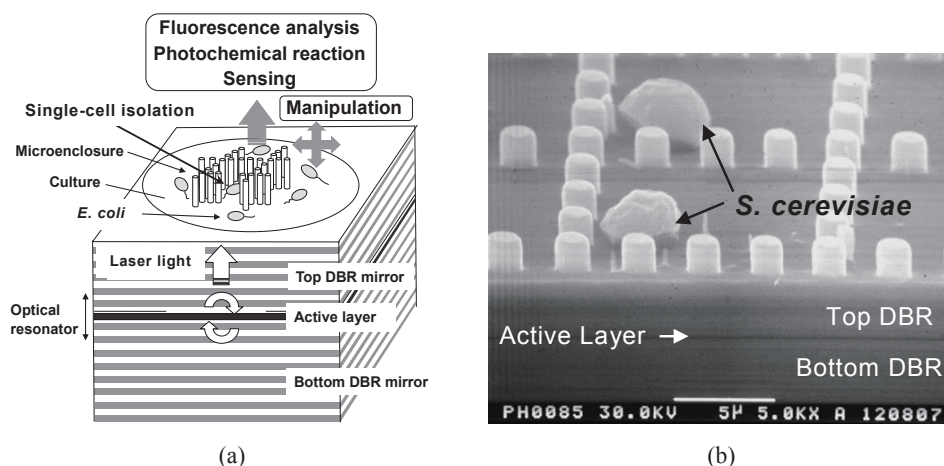 Fluorescence analysis
Photochemical reaction
Sensing
Single-cell isolation
Manipulation
Microenclosure
Culture
E. coli
Laser light
Top DBR mirror
Optical
resonator
Active layer
Bottom DBR mirror
(a)
S. cerevisiae
Top DBR
Active Layer
Bottom DBR
PH0085 30.0KV 5μ 5.0KX A 120807
(b)